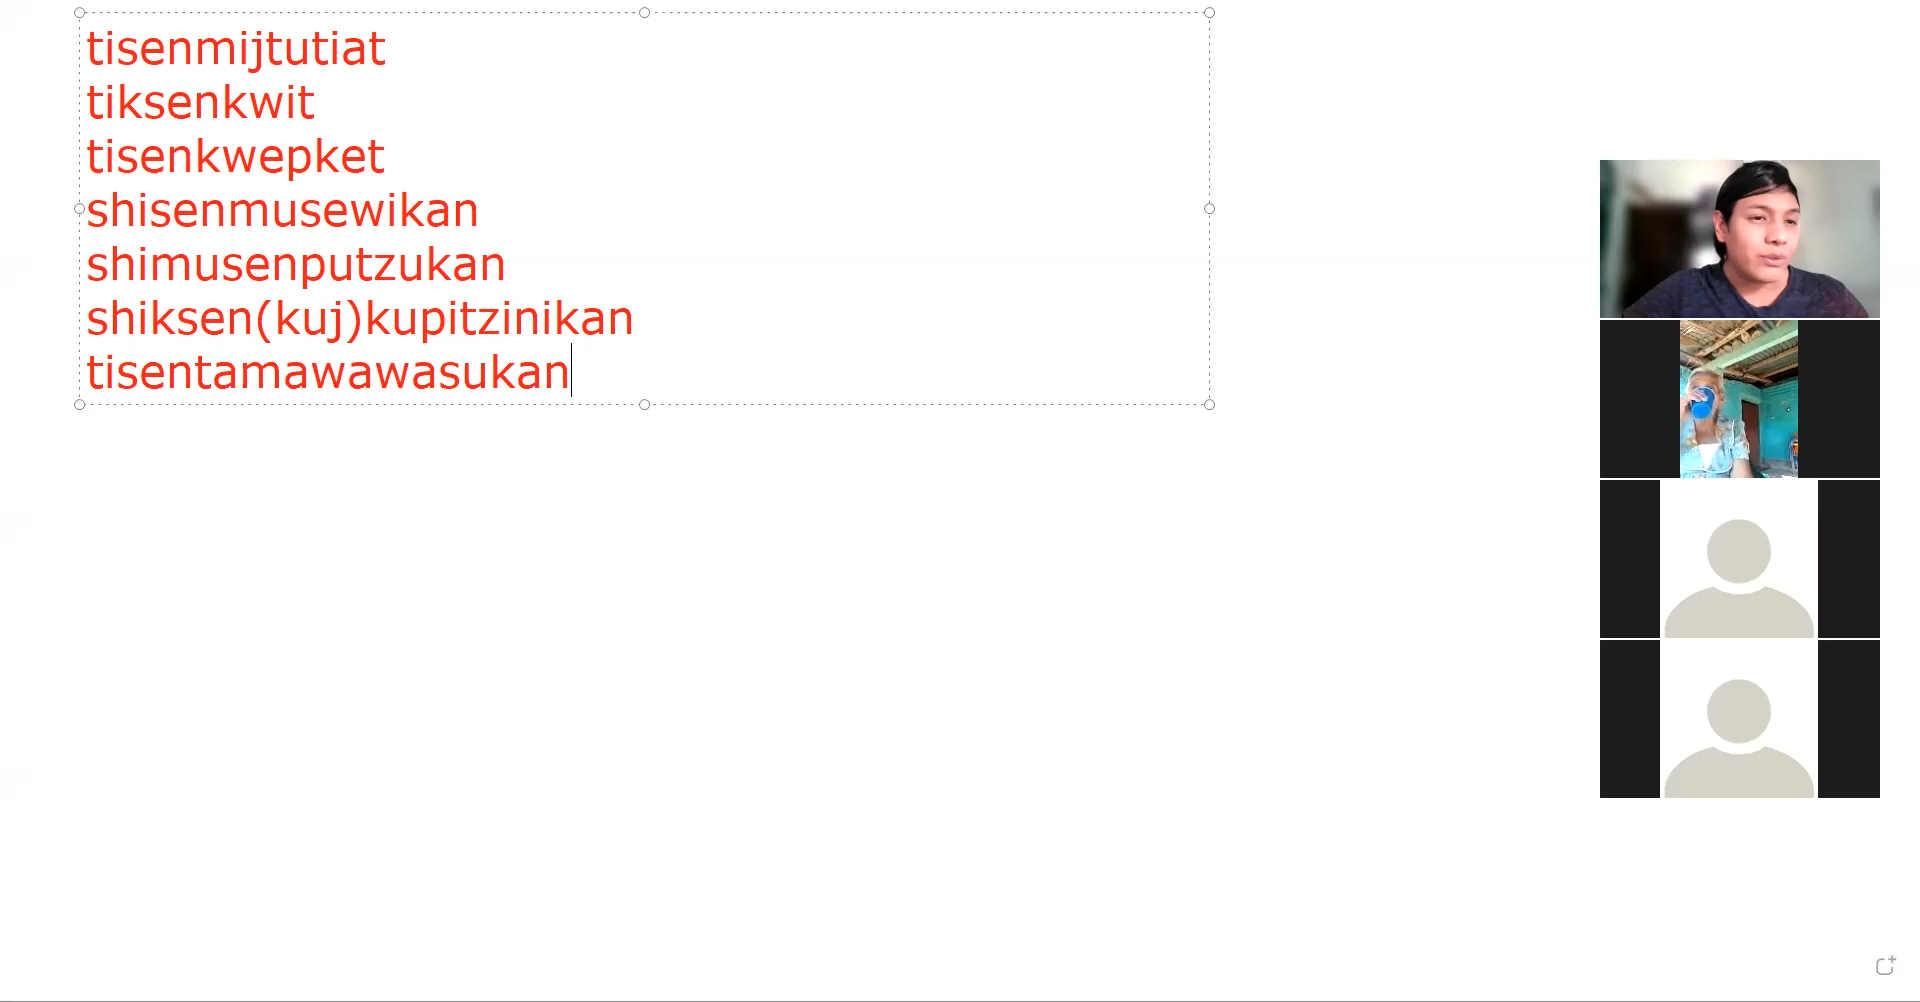 tisenmijtutiat
tiksenkwit
tisenkwepket
shisenmusewikan
shimusenputzukan
shiksen(kuj)kupitzinikan
tisentamawawasukan